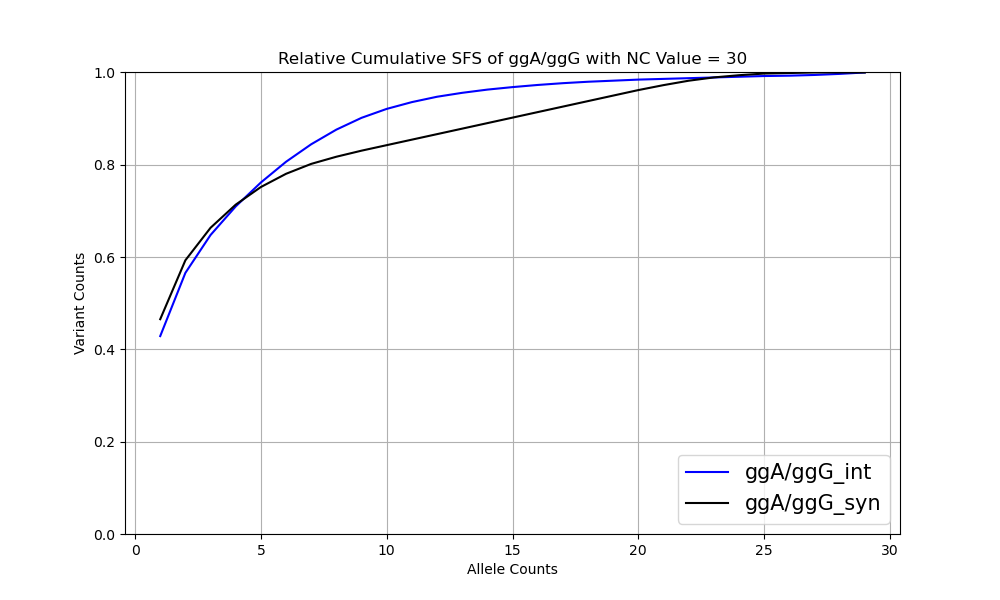 Relative Cumulative SFS of ggA/ggG with NC Value = 30
1.0
0.8
0.6
0.4
0.2
0.0
Variant Counts
ggA/ggG_int
ggA/ggG_syn
0 5 10 15 20 25 30
Allele Counts